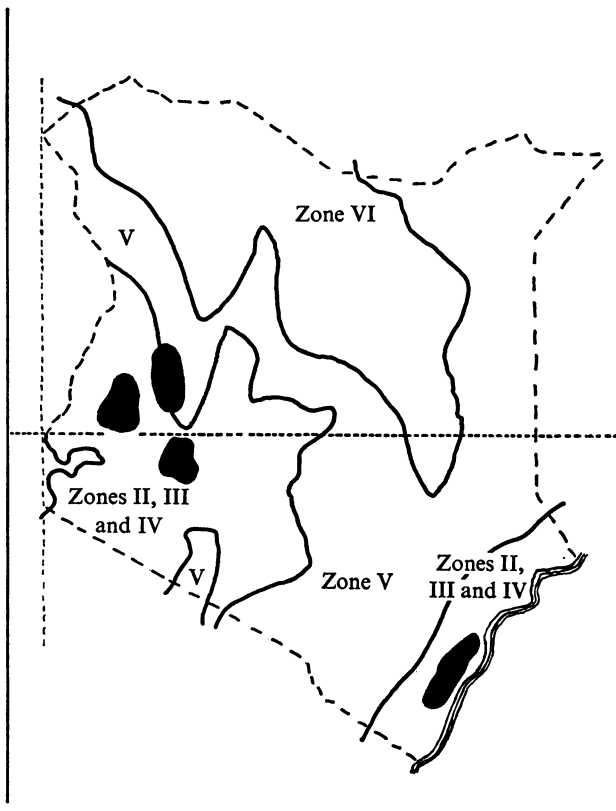 Zone VI
V
Zones II, III
and IV
V
Zone V
Zones II,
III and IV